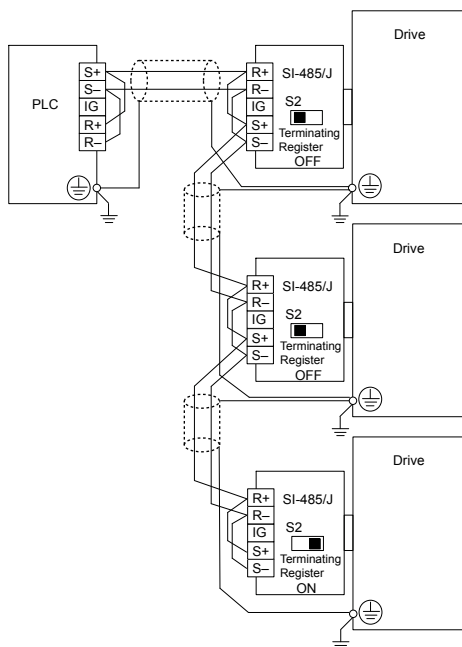 PLC
S+
S–
IG
R+
R–
R+
R–
IG
S+
S–
SI-485/J
S2
Terminating
Register
OFF
Drive
R+
R–
IG
S+
S–
SI-485/J
S2
Terminating
Register
OFF
Drive
R+
R–
IG
S+
S–
SI-485/J
S2
Terminating
Register
ON
Drive